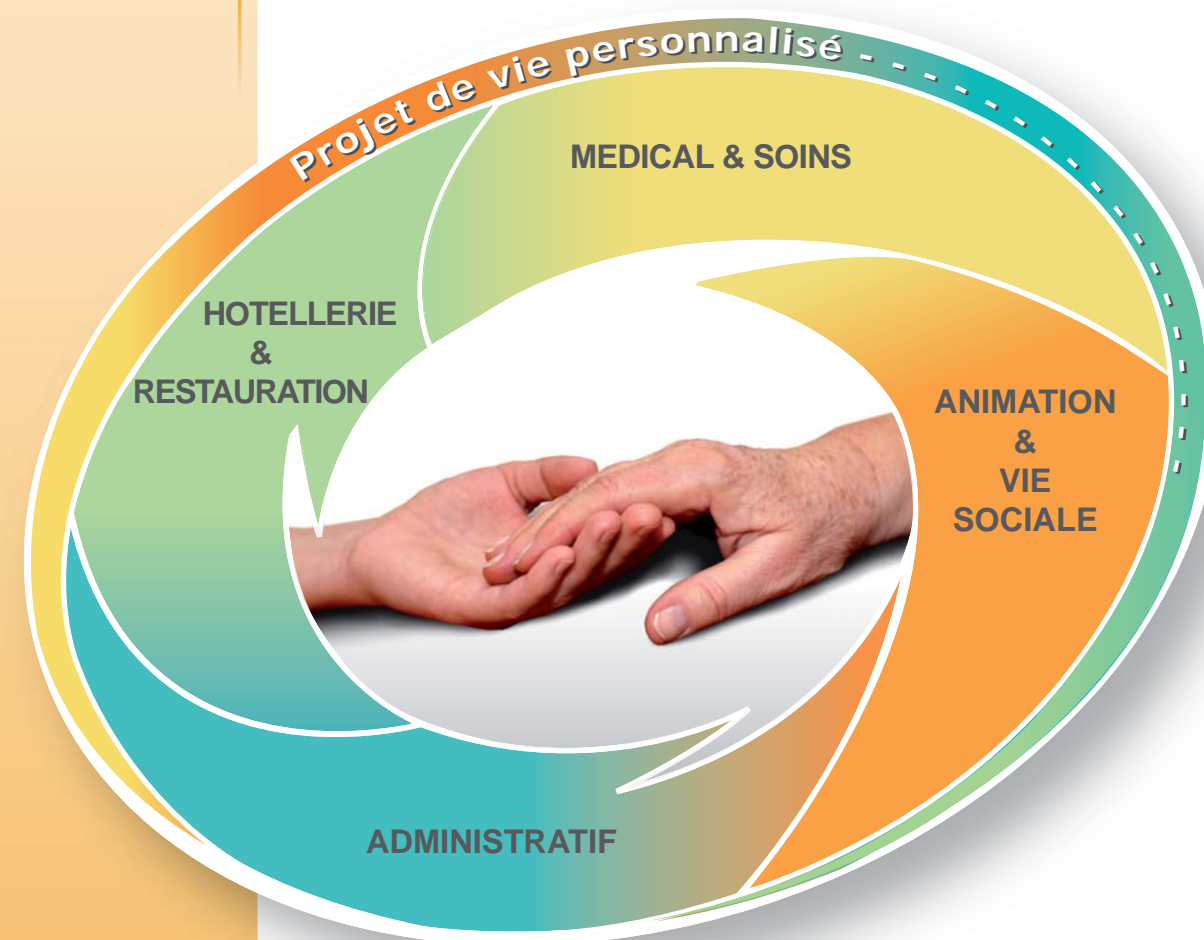 Projet de vie personnalisé - - - - - - - - - - - - - - - - - -
MEDICAL & SOINS
HOTELLERIE
&
RESTAURATION
ANIMATION
&
VIE
SOCIALE
ADMINISTRATIF